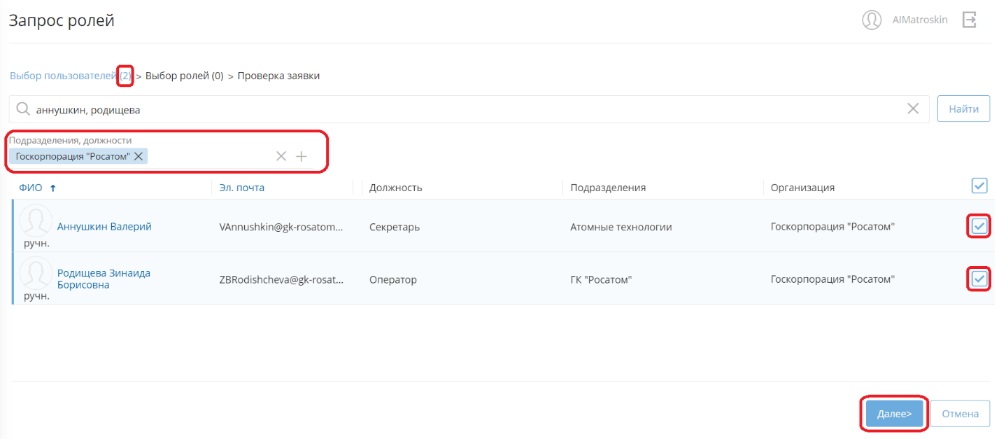 Запрос ролей
AIMatroskin
Выбор пользователей (2) > Выбор ролей (0) > Проверка заявки
аннушкин, родищева
Найти
Подразделения, должности
Госкорпорация "Росатом"
ФИО Эл. почта Должность Подразделения Организация
Аннушкин Валерий VAnnushkin@gk-rosatom... Секретарь Атомные технологии Госкорпорация "Росатом"
ручн.
Родищева Зинаида
Борисовна ZBRodishcheva@gk-rosat... Оператор ГК "Росатом" Госкорпорация "Росатом"
ручн.
Далее> Отмена